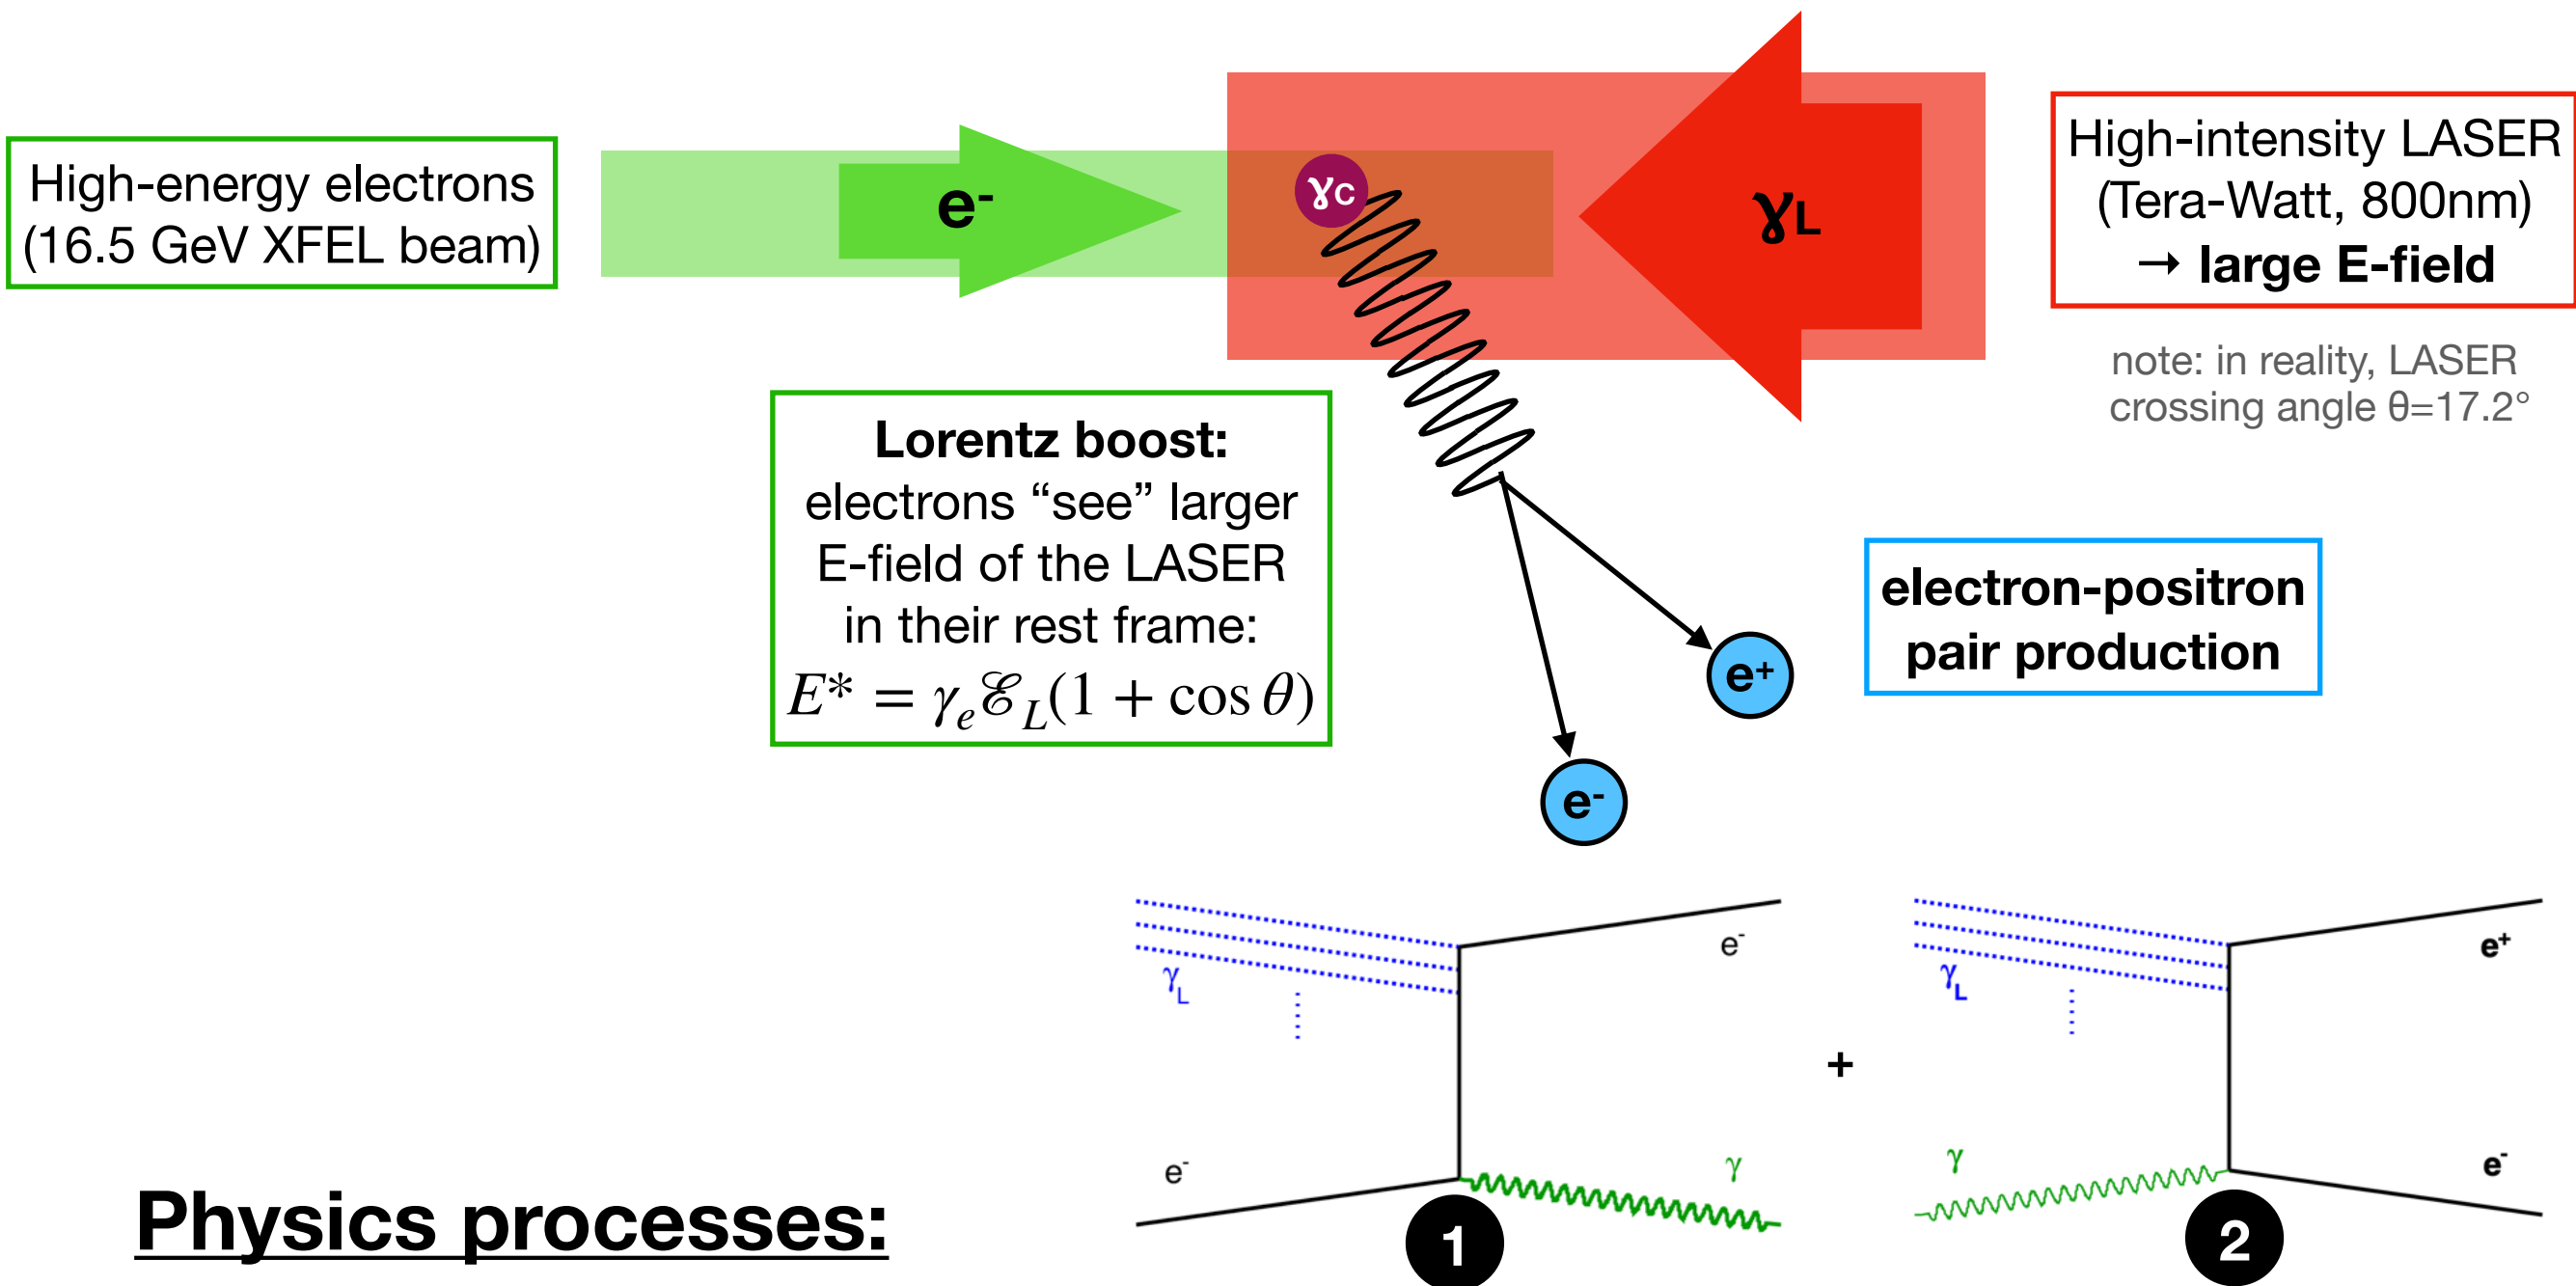 High-energy electrons
(16.5 GeV XFEL beam)
e-
γC
γL
High-intensity LASER
(Tera-Watt, 800nm)
→ large E-field
note: in reality, LASER
crossing angle θ=17.2°
Lorentz boost:
electrons “see” larger
E-field of the LASER
in their rest frame:
E* = γₑℰ_L(1 + cos θ)
electron-positron
pair production
e+
e-
γL
e-
e-
γ
1
+
γL
e+
γ
e-
2
Physics processes: